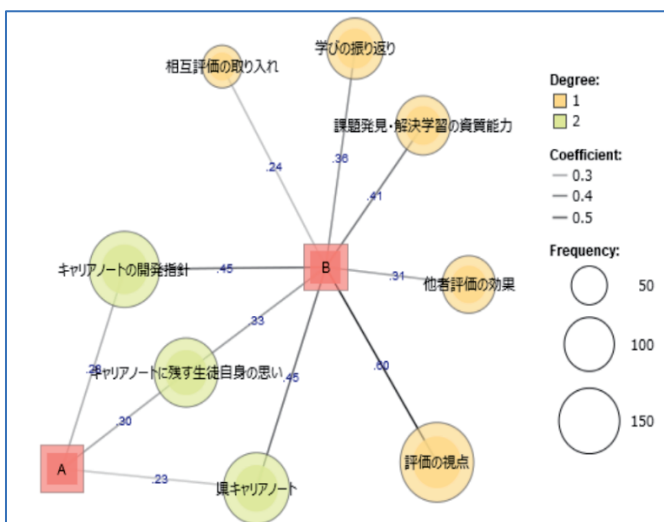 学びの振り返り
相互評価の取り入れ
Degree:
1
2
課題発見・解決学習の資質能力
.36
Coefficient:
.24
0.3
.41
0.4
0.5
B
キャリアノートの開発指針
.45
.31
他者評価の効果
Frequency:
50
.33
100
.28
キャリアノートに残す生徒自身の思い
.45
.60
150
.30
A
.23
評価の視点
県キャリアノート